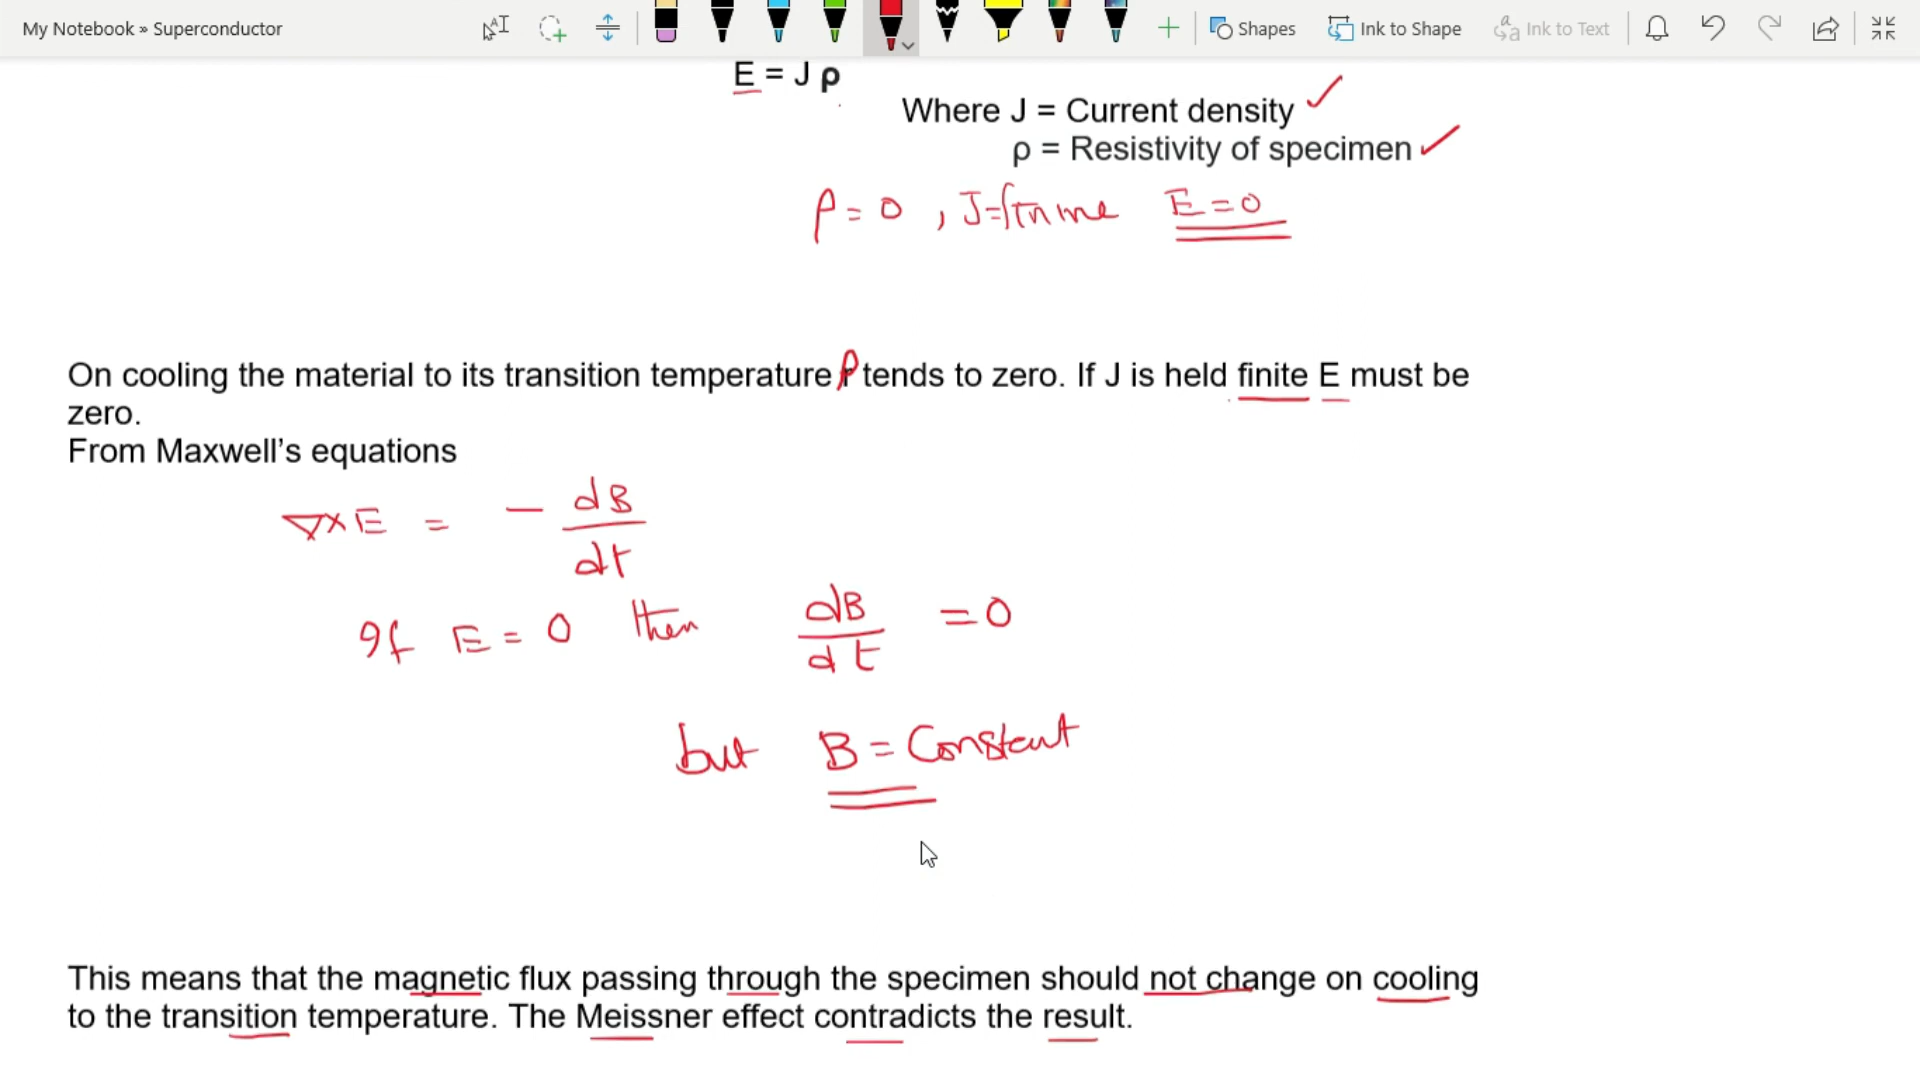 My Notebook » Superconductor
Shapes
Ink to Shape
Ink to Text
E = J ρ
Where J = Current density
ρ = Resistivity of specimen
ρ = 0 , J = E = 0
On cooling the material to its transition temperature ρ tends to zero. If J is held finite E must be
zero.
From Maxwell’s equations
∇×E = - dB/dt
If E = 0 then dB/dt = 0
but B = Constant
This means that the magnetic flux passing through the specimen should not change on cooling
to the transition temperature. The Meissner effect contradicts the result.